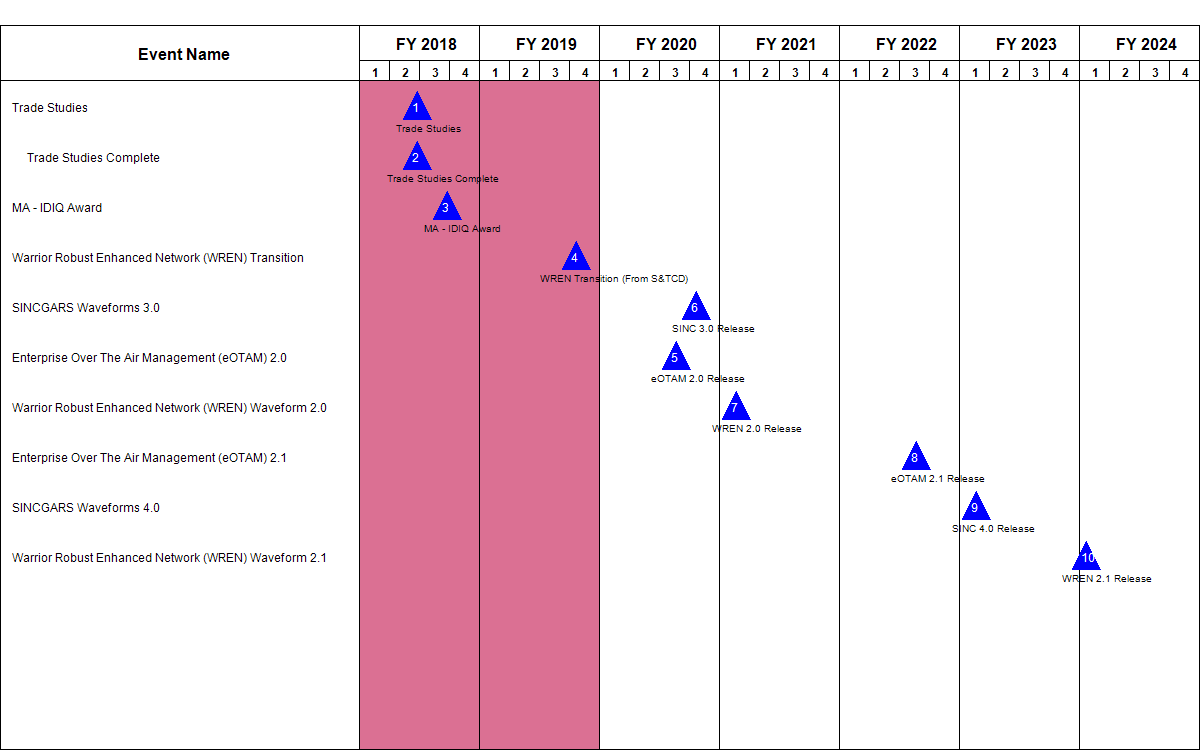 Event Name
FY 2018 FY 2019 FY 2020 FY 2021 FY 2022 FY 2023 FY 2024
1 2 3 4 1 2 3 4 1 2 3 4 1 2 3 4 1 2 3 4 1 2 3 4 1 2 3 4
Trade Studies 1
Trade Studies
Trade Studies Complete 2
Trade Studies Complete
MA - IDIQ Award 3
MA - IDIQ Award
Warrior Robust Enhanced Network (WREN) Transition 4
WREN Transition (From S&TCD)
SINCGARS Waveforms 3.0 6
SINC 3.0 Release
Enterprise Over The Air Management (eOTAM) 2.0 5
eOTAM 2.0 Release
Warrior Robust Enhanced Network (WREN) Waveform 2.0 7
WREN 2.0 Release
Enterprise Over The Air Management (eOTAM) 2.1 8
eOTAM 2.1 Release
SINCGARS Waveforms 4.0 9
SINC 4.0 Release
Warrior Robust Enhanced Network (WREN) Waveform 2.1 10
WREN 2.1 Release